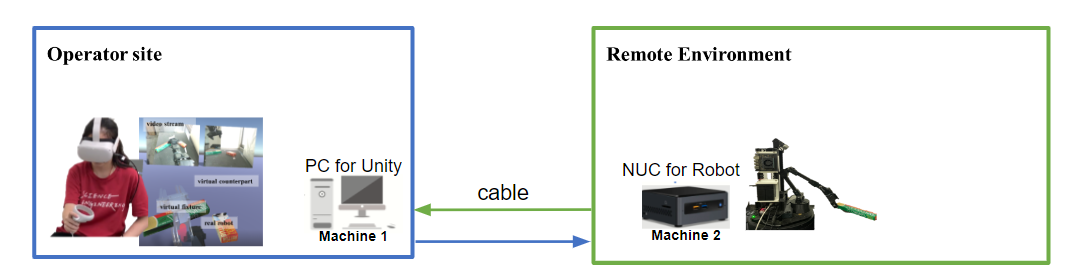 Operator site
Remote Environment
video stream
virtual counterpart
virtual fixture
real robot
PC for Unity
Machine 1
cable
NUC for Robot
Machine 2